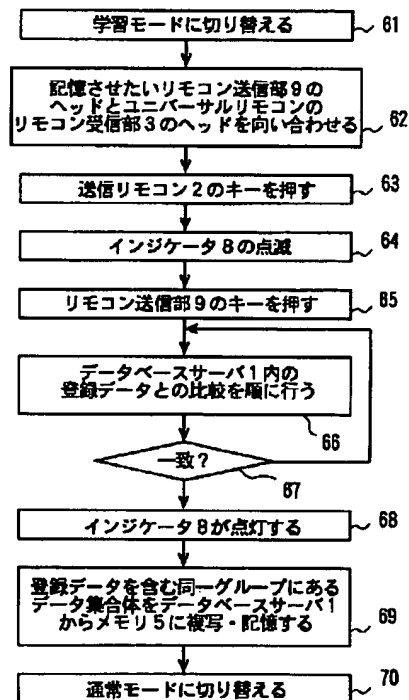 学習モードに切り替える
61
記憶させたいリモコン送信部9の
ヘッドとユニバーサルリモコンの
リモコン受信部3のヘッドを向い合わせる
62
送信リモコン2のキーを押す
63
インジケータ8の点滅
64
リモコン送信部9のキーを押す
65
データベースサーバ1内の
登録データとの比較を順に行う
66
一致?
67
インジケータ8が点灯する
68
登録データを含む同一グループにある
データ集合体をデータベースサーバ1
からメモリ5に複写・記憶する
69
通常モードに切り替える
70